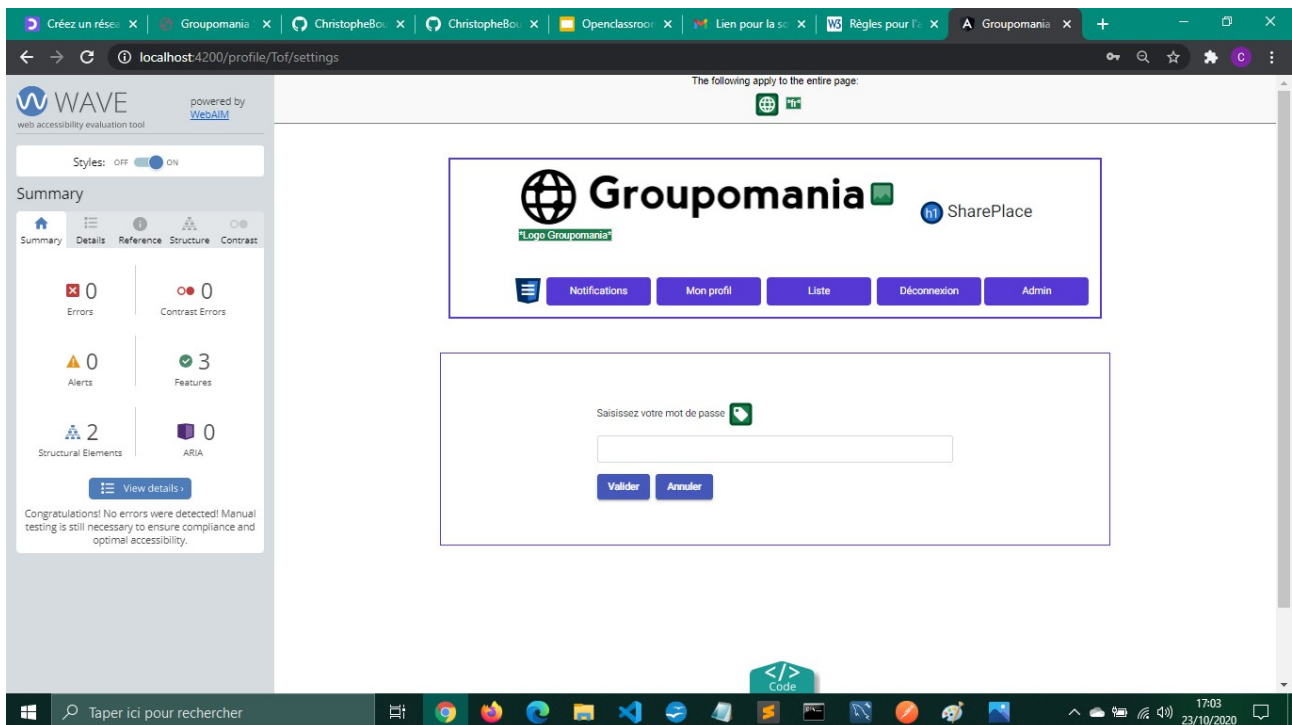 Créez un résea
Groupomania
ChristopheBou
ChristopheBou
Openclassroom
Lien pour la so
Règles pour l'a
Groupomania
localhost:4200/profile/Tof/settings
C
WAVE
web accessibility evaluation tool
powered by
WebAIM
Styles: OFF ON
Summary
Summary Details Reference Structure Contrast
0
Errors
0
Contrast Errors
0
Alerts
3
Features
2
Structural Elements
0
ARIA
View details ›
Congratulations! No errors were detected! Manual
testing is still necessary to ensure compliance and
optimal accessibility.
The following apply to the entire page:
*fr*
Groupomania
*Logo Groupomania*
h1 SharePlace
Notifications Mon profil Liste Déconnexion Admin
Saisissez votre mot de passe
Valider Annuler
</>
Code
Taper ici pour rechercher
17:03
23/10/2020